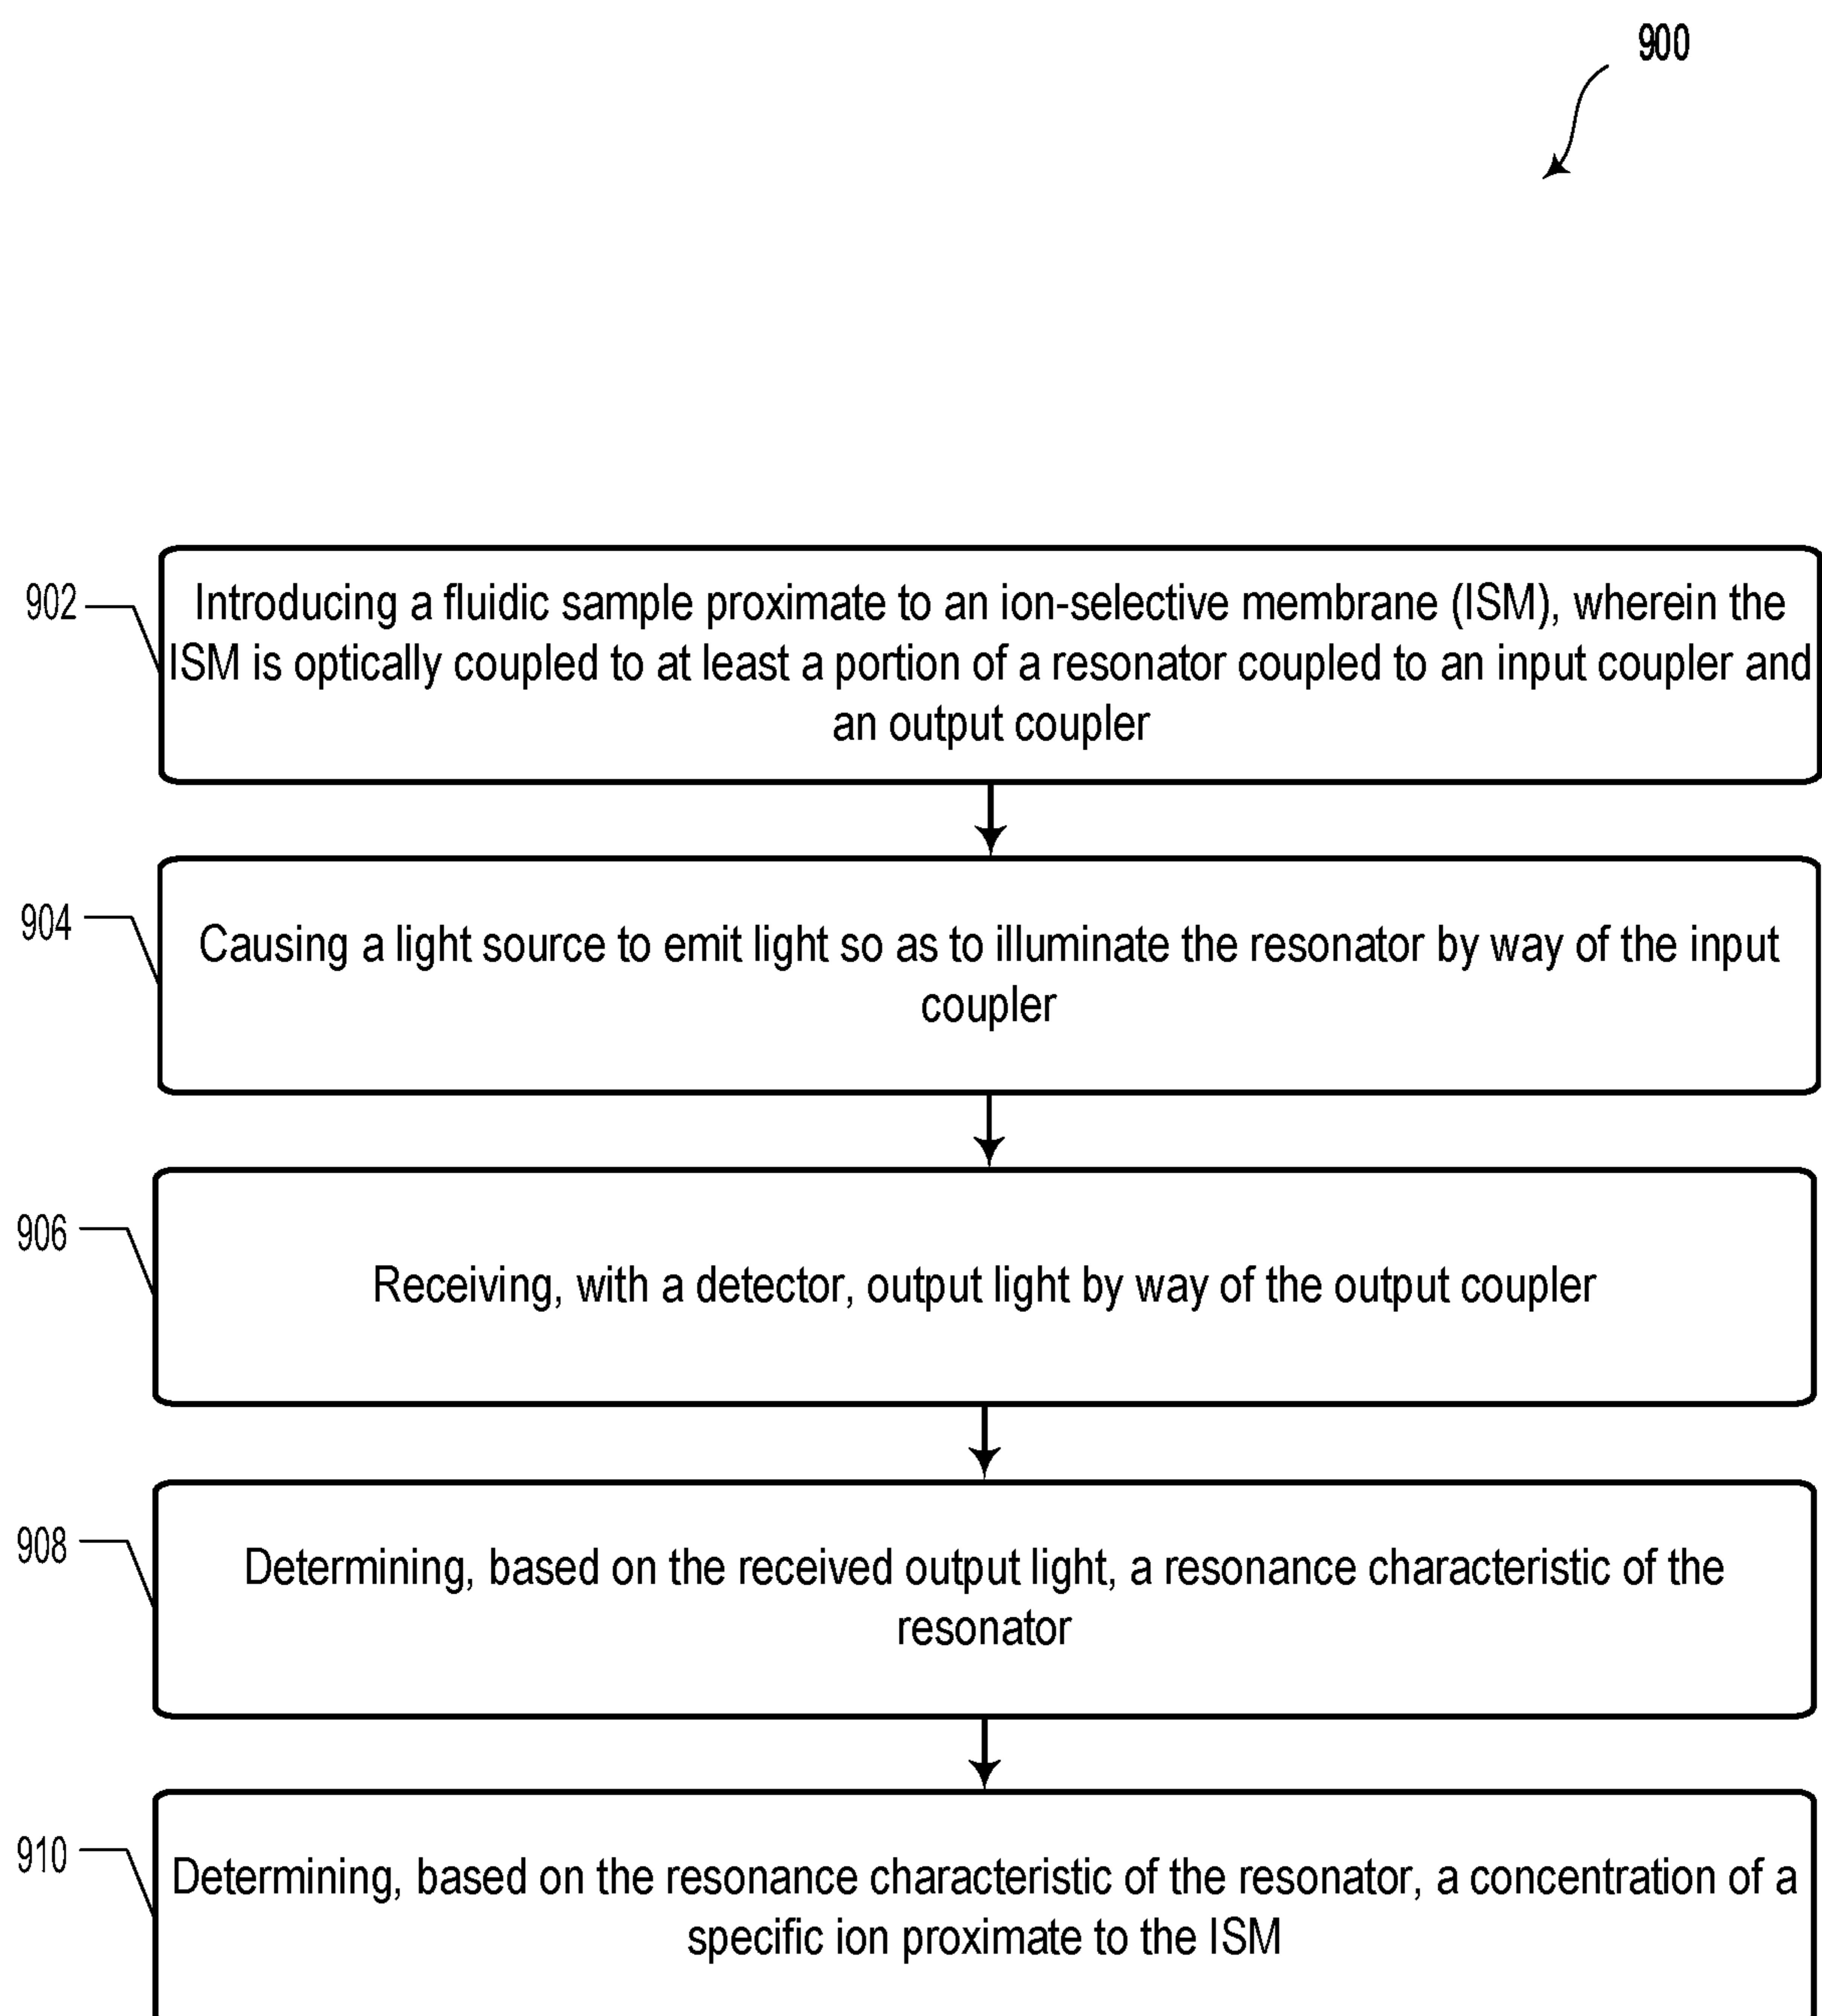 900
902
Introducing a fluidic sample proximate to an ion-selective membrane (ISM), wherein the
ISM is optically coupled to at least a portion of a resonator coupled to an input coupler and
an output coupler
904
Causing a light source to emit light so as to illuminate the resonator by way of the input
coupler
906
Receiving, with a detector, output light by way of the output coupler
908
Determining, based on the received output light, a resonance characteristic of the
resonator
910
Determining, based on the resonance characteristic of the resonator, a concentration of a
specific ion proximate to the ISM